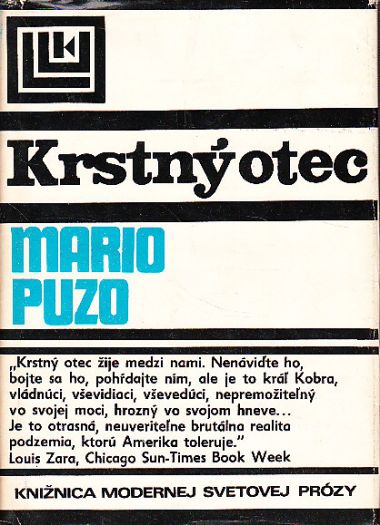 Krstný otec
MARIO
PUZO
„Krstný otec žije medzi nami. Nenáviďte ho,
bojte sa ho, pohŕdajte ním, ale je to kráľ Kobra,
vládnúci, vševidiaci, vševedúci, nepremožiteľný
vo svojej moci, hrozný vo svojom hneve...
Je to otrasná, neuveriteľne brutálna realita
podzemia, ktorú Amerika toleruje.”
Louis Zara, Chicago Sun-Times Book Week
KNIŽNICA MODERNEJ SVETOVEJ PRÓZY